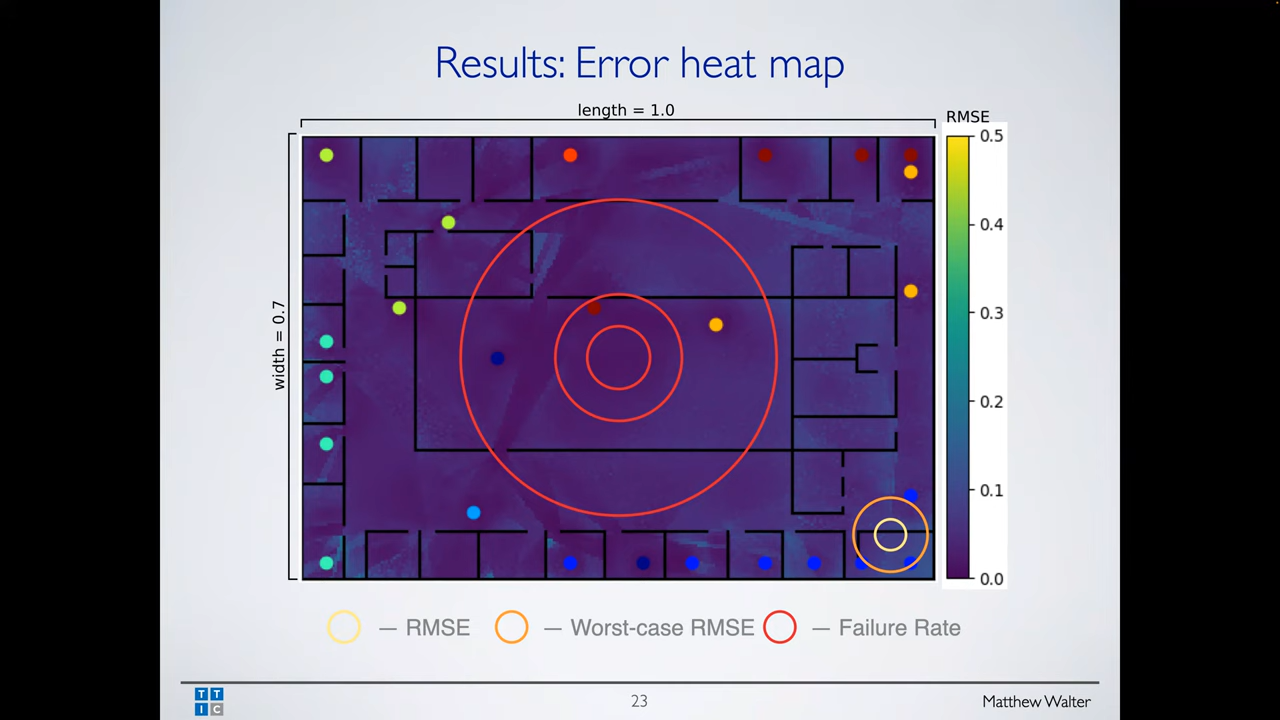 Results: Error heat map
length = 1.0
RMSE
width = 0.7
0.5
0.4
0.3
0.2
0.1
0.0
— RMSE
— Worst-case RMSE
— Failure Rate
T T
I C
23
Matthew Walter